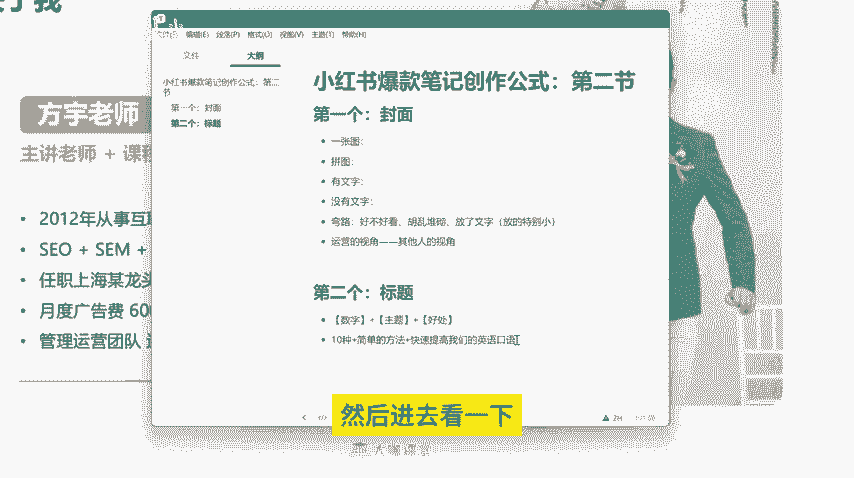 关于我
文件(F) 编辑(E) 段落(P) 格式(O) 视图(V) 主题(T) 帮助(H)
文件
大纲
小红书爆款笔记创作公式：第二
节
第一个：封面
第二个：标题
小红书爆款笔记创作公式：第二节
第一个：封面
一张图：
拼图：
有文字：
没有文字：
弯路：好不好看、胡乱堆砌、放了文字（放的特别小）
运营的视角——其他人的视角
第二个：标题
【数字】+【主题】+【好处】
10种+简单的方法+快速提高我们的英语口语
方宇老师
主讲老师 + 课程
2012年从事互联
SEO + SEM +
任职上海某龙头
月度广告费 600
管理运营团队
然后进去看一下